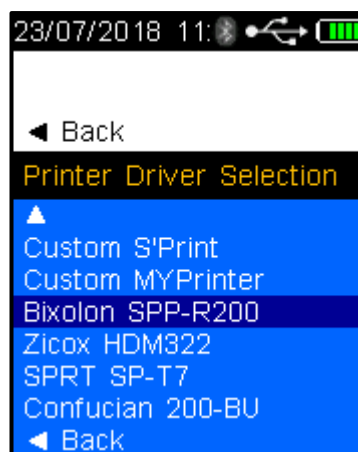 23/07/2018 11:
◄ Back
Printer Driver Selection
▲
Custom S'Print
Custom MYPrinter
Bixolon SPP-R200
Zicox HDM322
SPRT SP-T7
Confucian 200-BU
◄ Back